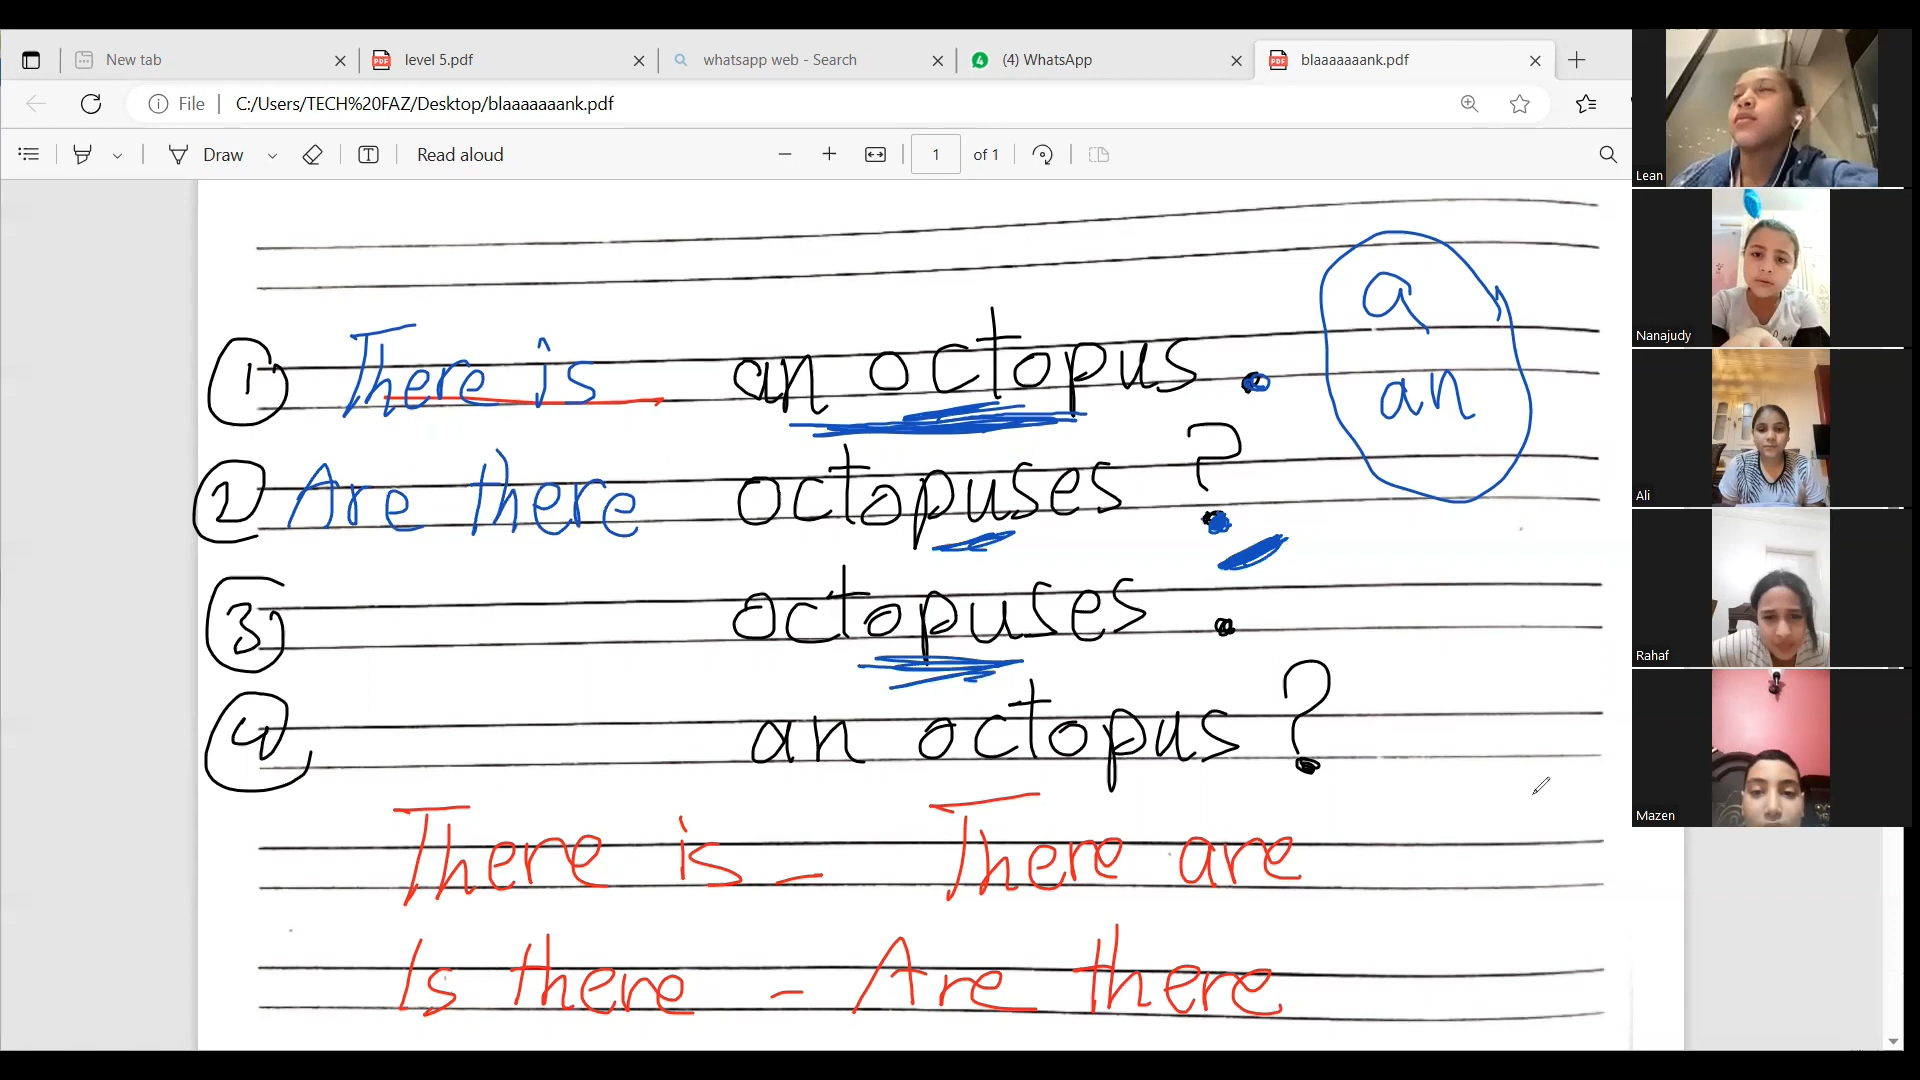 New tab
level 5.pdf
whatsapp web - Search
(4) WhatsApp
blaaaaaaank.pdf
File
C:/Users/TECH%20FAZ/Desktop/blaaaaaaank.pdf
Draw
Read aloud
1 of 1
a
an
1 There is an octopus.
2 Are there octopuses?
3 octopuses.
4 an octopus?
There is - There are
Is there - Are there
Lean
Nanajudy
Ali
Rahaf
Mazen